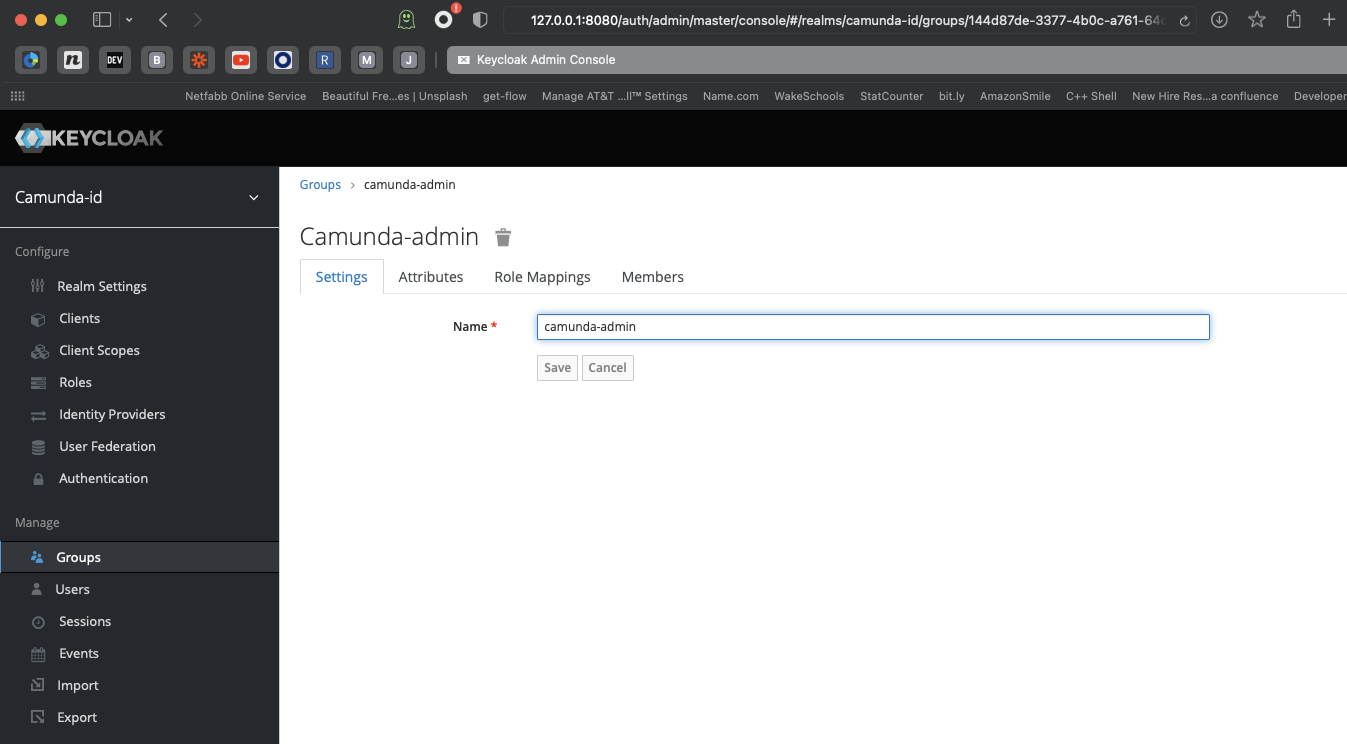 127.0.0.1:8080/auth/admin/master/console/#/realms/camunda-id/groups/144d87de-3377-4b0c-a761-64
n DEV B R M J Keycloak Admin Console
Netfabb Online Service Beautiful Fre...es | Unsplash get-flow Manage AT&T ...ll™ Settings Name.com WakeSchools StatCounter bit.ly AmazonSmile C++ Shell New Hire Res...a confluence Developer
KEYCLOAK
Camunda-id
Configure
Realm Settings
Clients
Client Scopes
Roles
Identity Providers
User Federation
Authentication
Manage
Groups
Users
Sessions
Events
Import
Export
Groups > camunda-admin
Camunda-admin
Settings Attributes Role Mappings Members
Name *
camunda-admin
Save Cancel